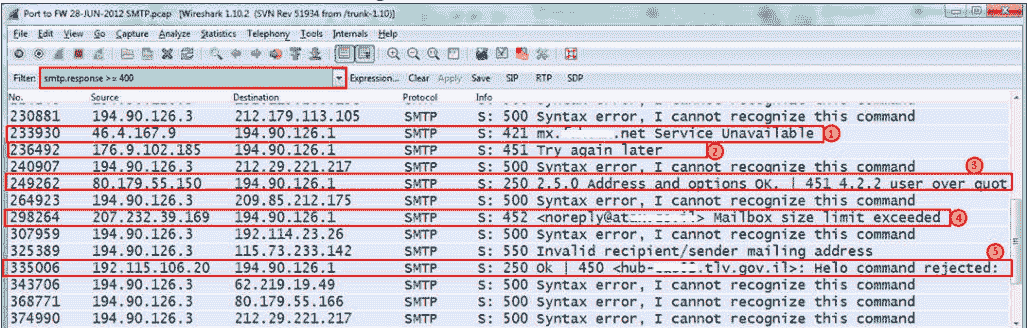 Port to FW 28-JUN-2012 SMTP.pcap [Wireshark 1.10.2 (SVN Rev 51934 from /trunk-1.10)]
File Edit View Go Capture Analyze Statistics Telephony Tools Internals Help
Filter: smtp.response >= 400 Expression... Clear Apply Save SIP RTP SDP
No. Source Destination Protocol Info
230881 194.90.126.3 212.179.113.105 SMTP S: 500 Syntax error, I cannot recognize this command
233930 46.4.167.9 194.90.126.1 SMTP S: 421 mx. .net Service Unavailable 1
236492 176.9.102.185 194.90.126.1 SMTP S: 451 Try again later 2
240907 194.90.126.3 212.29.221.217 SMTP S: 500 Syntax error, I cannot recognize this command 3
249262 80.179.55.150 194.90.126.1 SMTP S: 250 2.5.0 Address and options OK. | 451 4.2.2 user over quot
264923 194.90.126.3 209.85.212.175 SMTP S: 500 Syntax error, I cannot recognize this command
298264 207.232.39.169 194.90.126.1 SMTP S: 452 <noreply@at > Mailbox size limit exceeded 4
307959 194.90.126.3 192.114.23.26 SMTP S: 500 Syntax error, I cannot recognize this command
325389 194.90.126.3 115.73.233.142 SMTP S: 550 Invalid recipient/sender mailing address 5
335006 192.115.106.20 194.90.126.1 SMTP S: 250 Ok | 450 <hub- .tlv.gov.il>: Helo command rejected:
343706 194.90.126.3 62.219.19.49 SMTP S: 500 Syntax error, I cannot recognize this command
368771 194.90.126.3 80.179.55.166 SMTP S: 500 Syntax error, I cannot recognize this command
374990 194.90.126.3 212.29.221.217 SMTP S: 500 Syntax error, I cannot recognize this command